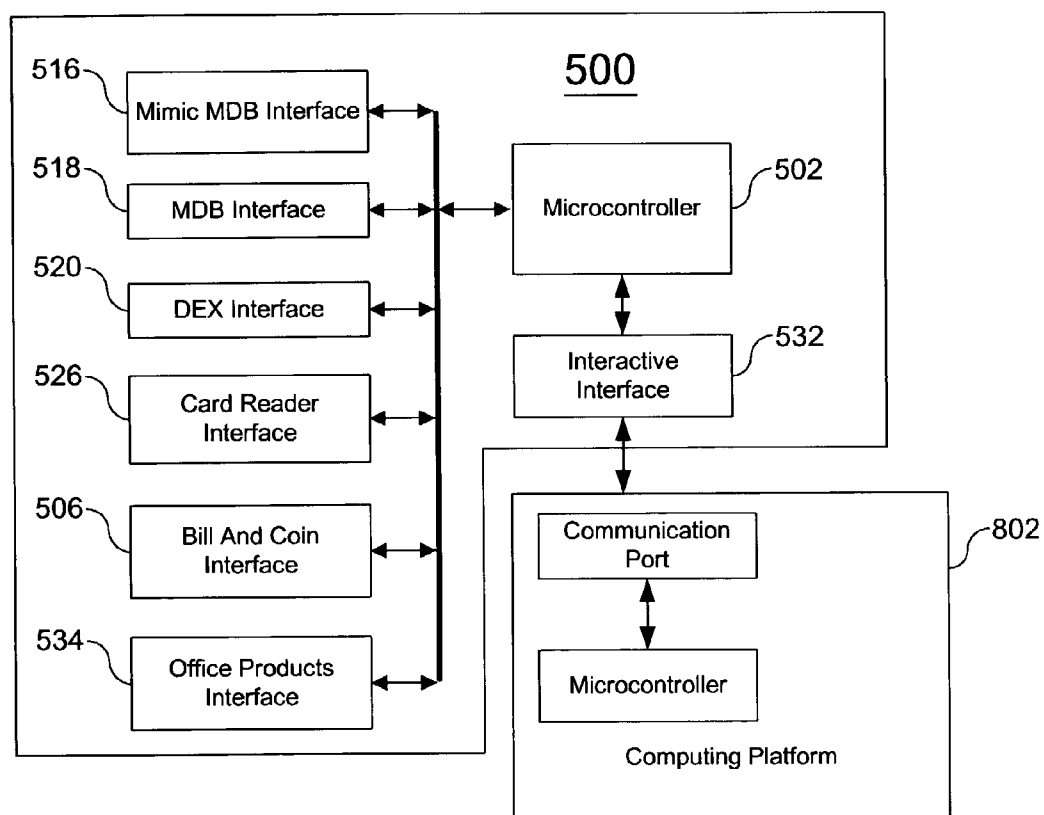 500
516
Mimic MDB Interface
518
MDB Interface
502
Microcontroller
520
DEX Interface
532
Interactive
Interface
526
Card Reader
Interface
506
Bill And Coin
Interface
802
Communication
Port
534
Office Products
Interface
Microcontroller
Computing Platform